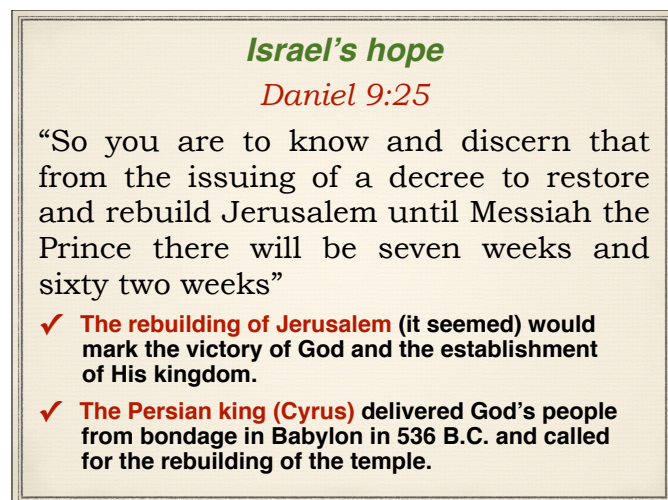 Israel's hope
Daniel 9:25
“So you are to know and discern that
from the issuing of a decree to restore
and rebuild Jerusalem until Messiah the
Prince there will be seven weeks and
sixty two weeks”
✓ The rebuilding of Jerusalem (it seemed) would
mark the victory of God and the establishment
of His kingdom.
✓ The Persian king (Cyrus) delivered God's people
from bondage in Babylon in 536 B.C. and called
for the rebuilding of the temple.